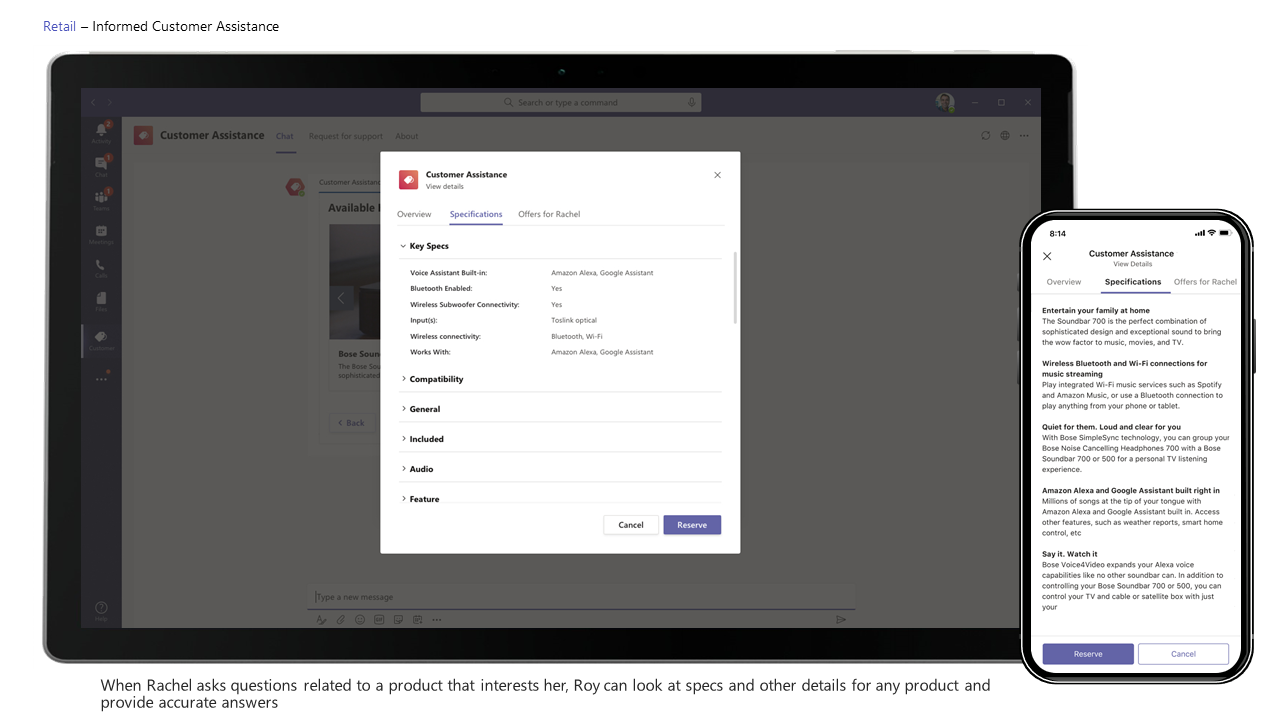 Retail – Informed Customer Assistance
Search or type a command
Activity
Chat
Teams
Meetings
Calls
Files
Customer
Help
Customer Assistance
Chat
Request for support
About
Customer Assistanc
Available
Bose Soun
The Bose Sou
sophisticated
Back
Type a new message
Customer Assistance
View details
Overview
Specifications
Offers for Rachel
Key Specs
Voice Assistant Built-in: Amazon Alexa, Google Assistant
Bluetooth Enabled: Yes
Wireless Subwoofer Connectivity: Yes
Input(s): Toslink optical
Wireless connectivity: Bluetooth, Wi-Fi
Works With: Amazon Alexa, Google Assistant
Compatibility
General
Included
Audio
Feature
Cancel
Reserve
8:14
Customer Assistance
View Details
Overview
Specifications
Offers for Rachel
Entertain your family at home
The Soundbar 700 is the perfect combination of
sophisticated design and exceptional sound to bring
the wow factor to music, movies, and TV.
Wireless Bluetooth and Wi-Fi connections for
music streaming
Play integrated Wi-Fi music services such as Spotify
and Amazon Music, or use a Bluetooth connection to
play anything from your phone or tablet.
Quiet for them. Loud and clear for you
With Bose SimpleSync technology, you can group your
Bose Noise Cancelling Headphones 700 with a Bose
Soundbar 700 or 500 for a personal TV listening
experience.
Amazon Alexa and Google Assistant built right in
Millions of songs at the tip of your tongue with
Amazon Alexa and Google Assistant built in. Access
other features, such as weather reports, smart home
control, etc
Say it. Watch it
Bose Voice4Video expands your Alexa voice
capabilities like no other soundbar can. In addition to
controlling your Bose Soundbar 700 or 500, you can
control your TV and cable or satellite box with just
your
Reserve
Cancel
When Rachel asks questions related to a product that interests her, Roy can look at specs and other details for any product and
provide accurate answers